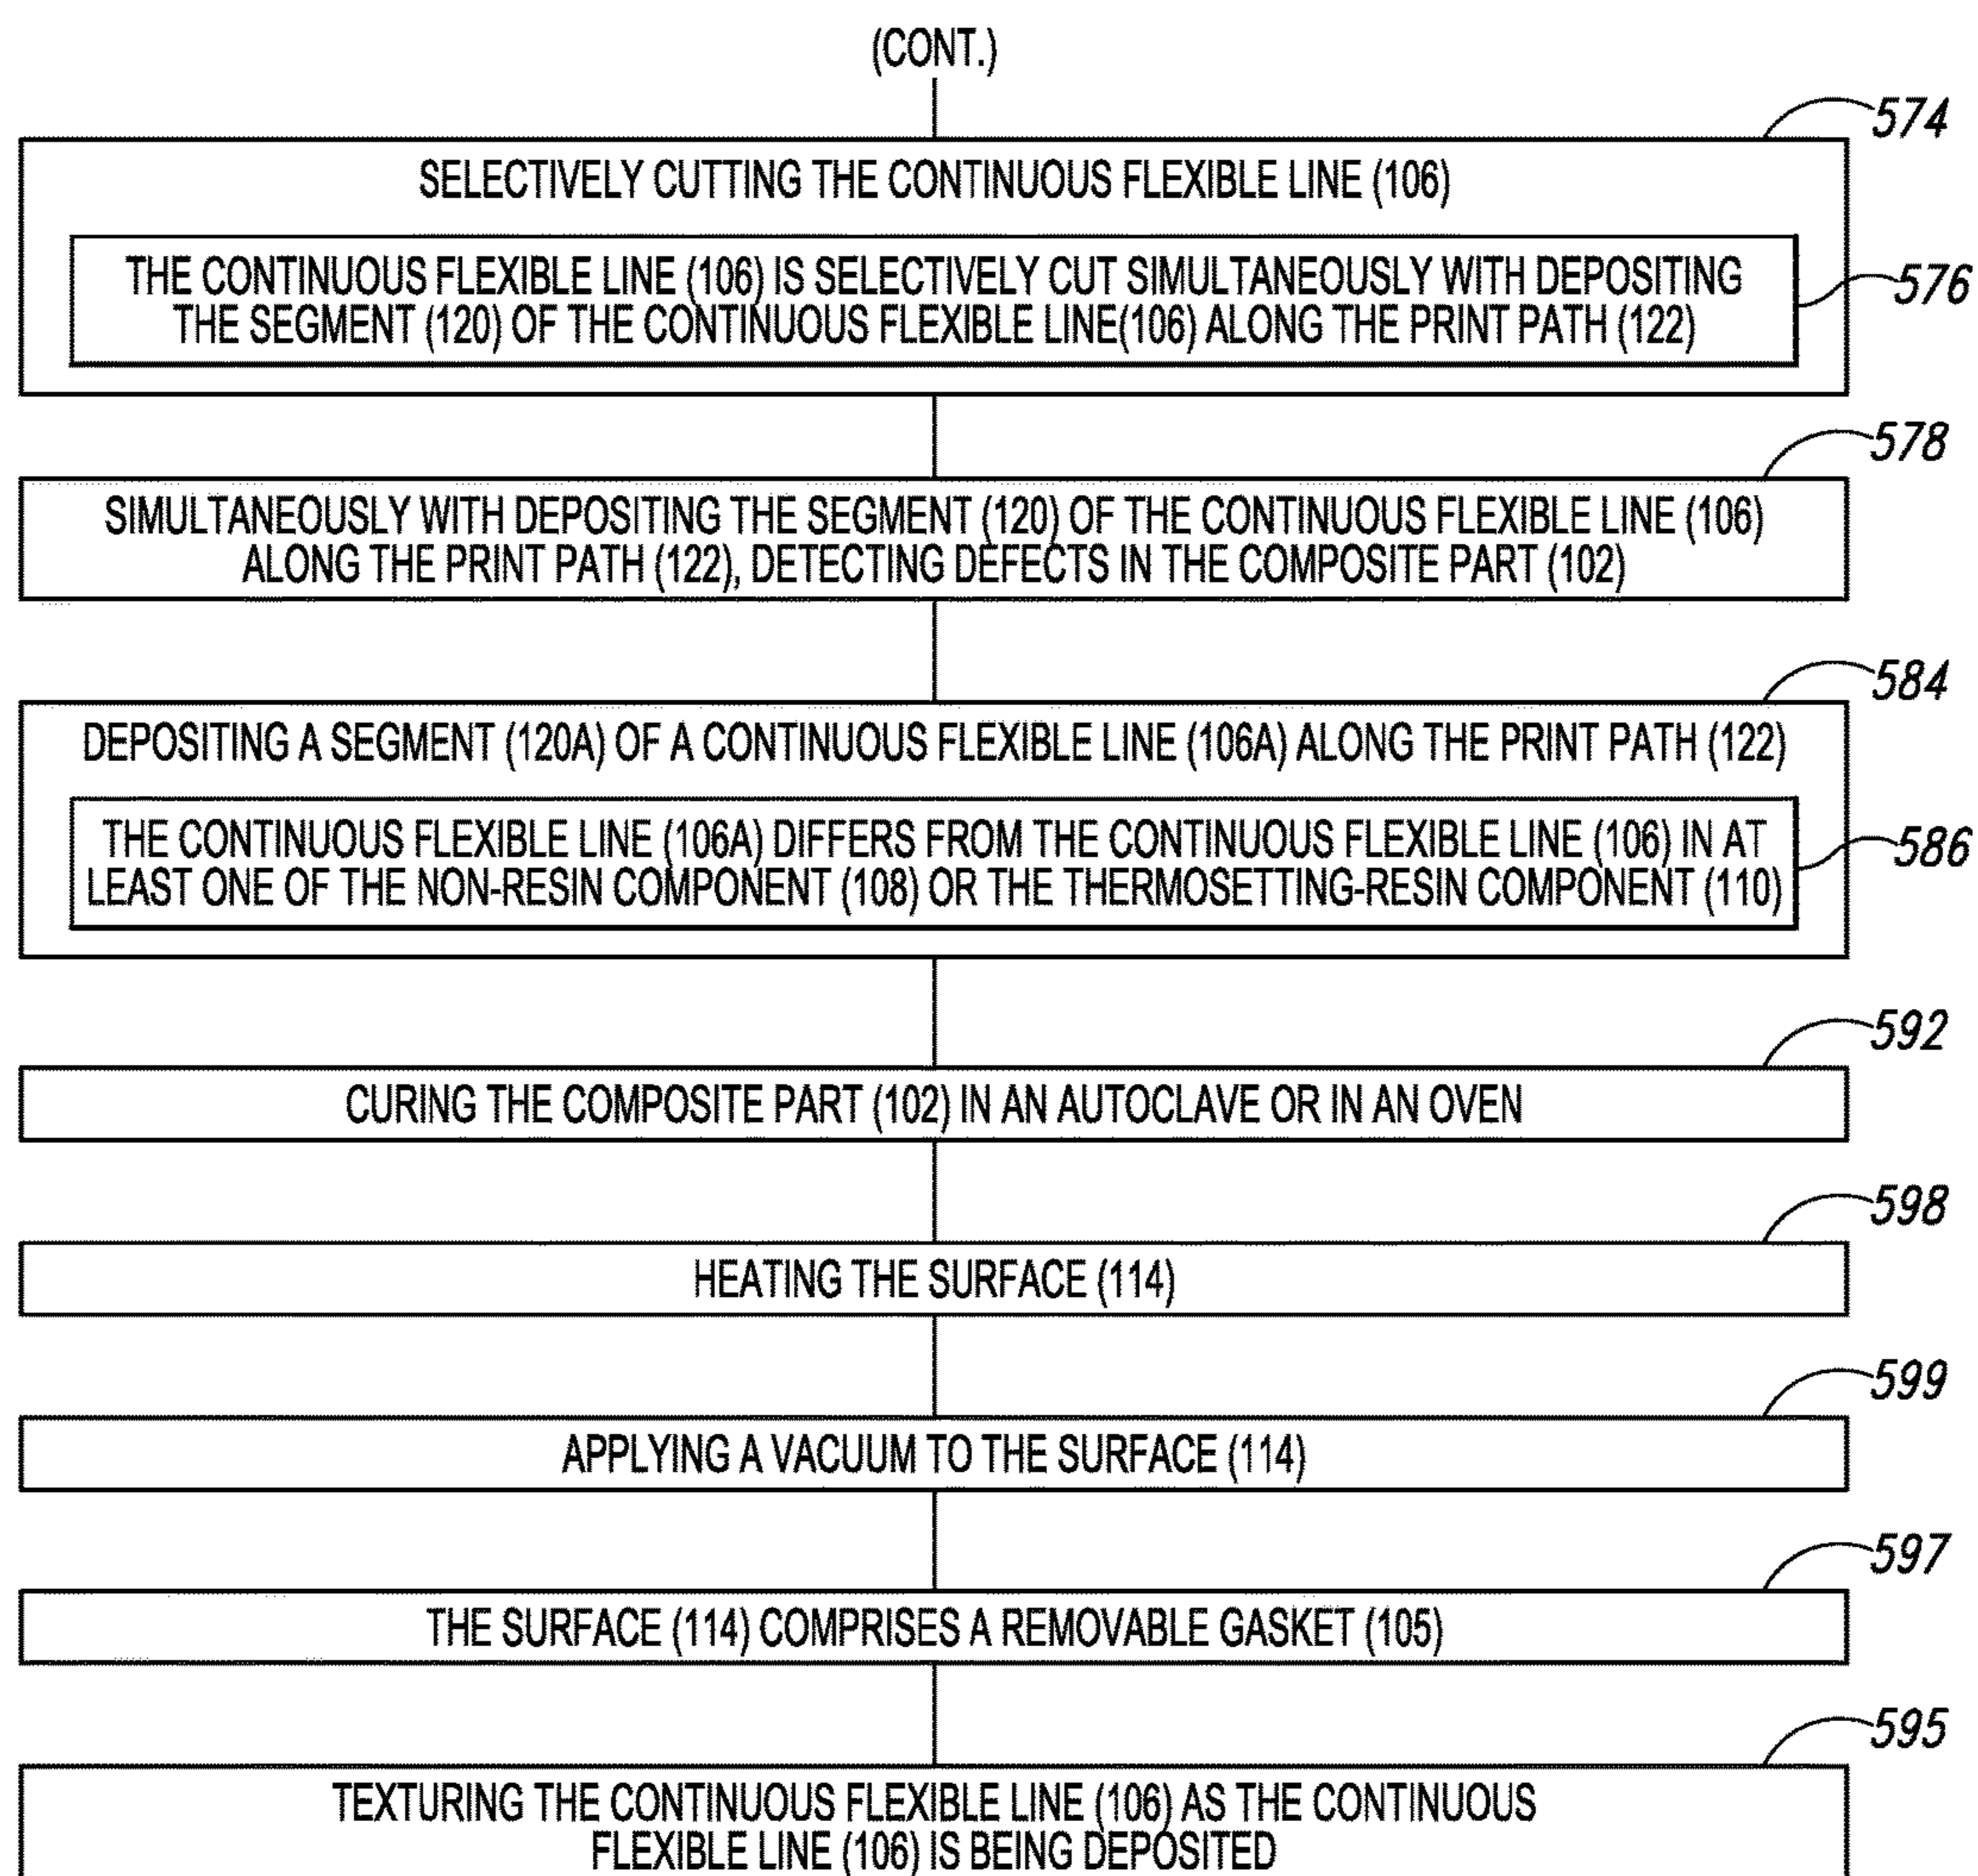 (CONT.)
574
SELECTIVELY CUTTING THE CONTINUOUS FLEXIBLE LINE (106)
THE CONTINUOUS FLEXIBLE LINE (106) IS SELECTIVELY CUT SIMULTANEOUSLY WITH DEPOSITING
THE SEGMENT (120) OF THE CONTINUOUS FLEXIBLE LINE(106) ALONG THE PRINT PATH (122)
576
578
SIMULTANEOUSLY WITH DEPOSITING THE SEGMENT (120) OF THE CONTINUOUS FLEXIBLE LINE (106)
ALONG THE PRINT PATH (122), DETECTING DEFECTS IN THE COMPOSITE PART (102)
584
DEPOSITING A SEGMENT (120A) OF A CONTINUOUS FLEXIBLE LINE (106A) ALONG THE PRINT PATH (122)
THE CONTINUOUS FLEXIBLE LINE (106A) DIFFERS FROM THE CONTINUOUS FLEXIBLE LINE (106) IN AT
LEAST ONE OF THE NON-RESIN COMPONENT (108) OR THE THERMOSETTING-RESIN COMPONENT (110)
586
592
CURING THE COMPOSITE PART (102) IN AN AUTOCLAVE OR IN AN OVEN
598
HEATING THE SURFACE (114)
599
APPLYING A VACUUM TO THE SURFACE (114)
597
THE SURFACE (114) COMPRISES A REMOVABLE GASKET (105)
595
TEXTURING THE CONTINUOUS FLEXIBLE LINE (106) AS THE CONTINUOUS
FLEXIBLE LINE (106) IS BEING DEPOSITED